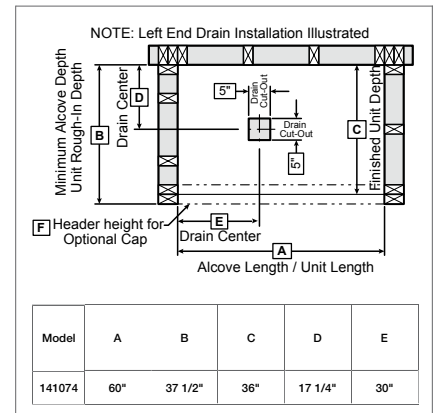 NOTE: Left End Drain Installation Illustrated
Minimum Alcove Depth
Unit Rough-In Depth
B
Drain Center
D
5"
Drain
Cut-Out
Drain
Cut-Out
5"
C
Finished Unit Depth
F Header height for
Optional Cap
E
Drain Center
A
Alcove Length / Unit Length
Model A B C D E
141074 60" 37 1/2" 36" 17 1/4" 30"